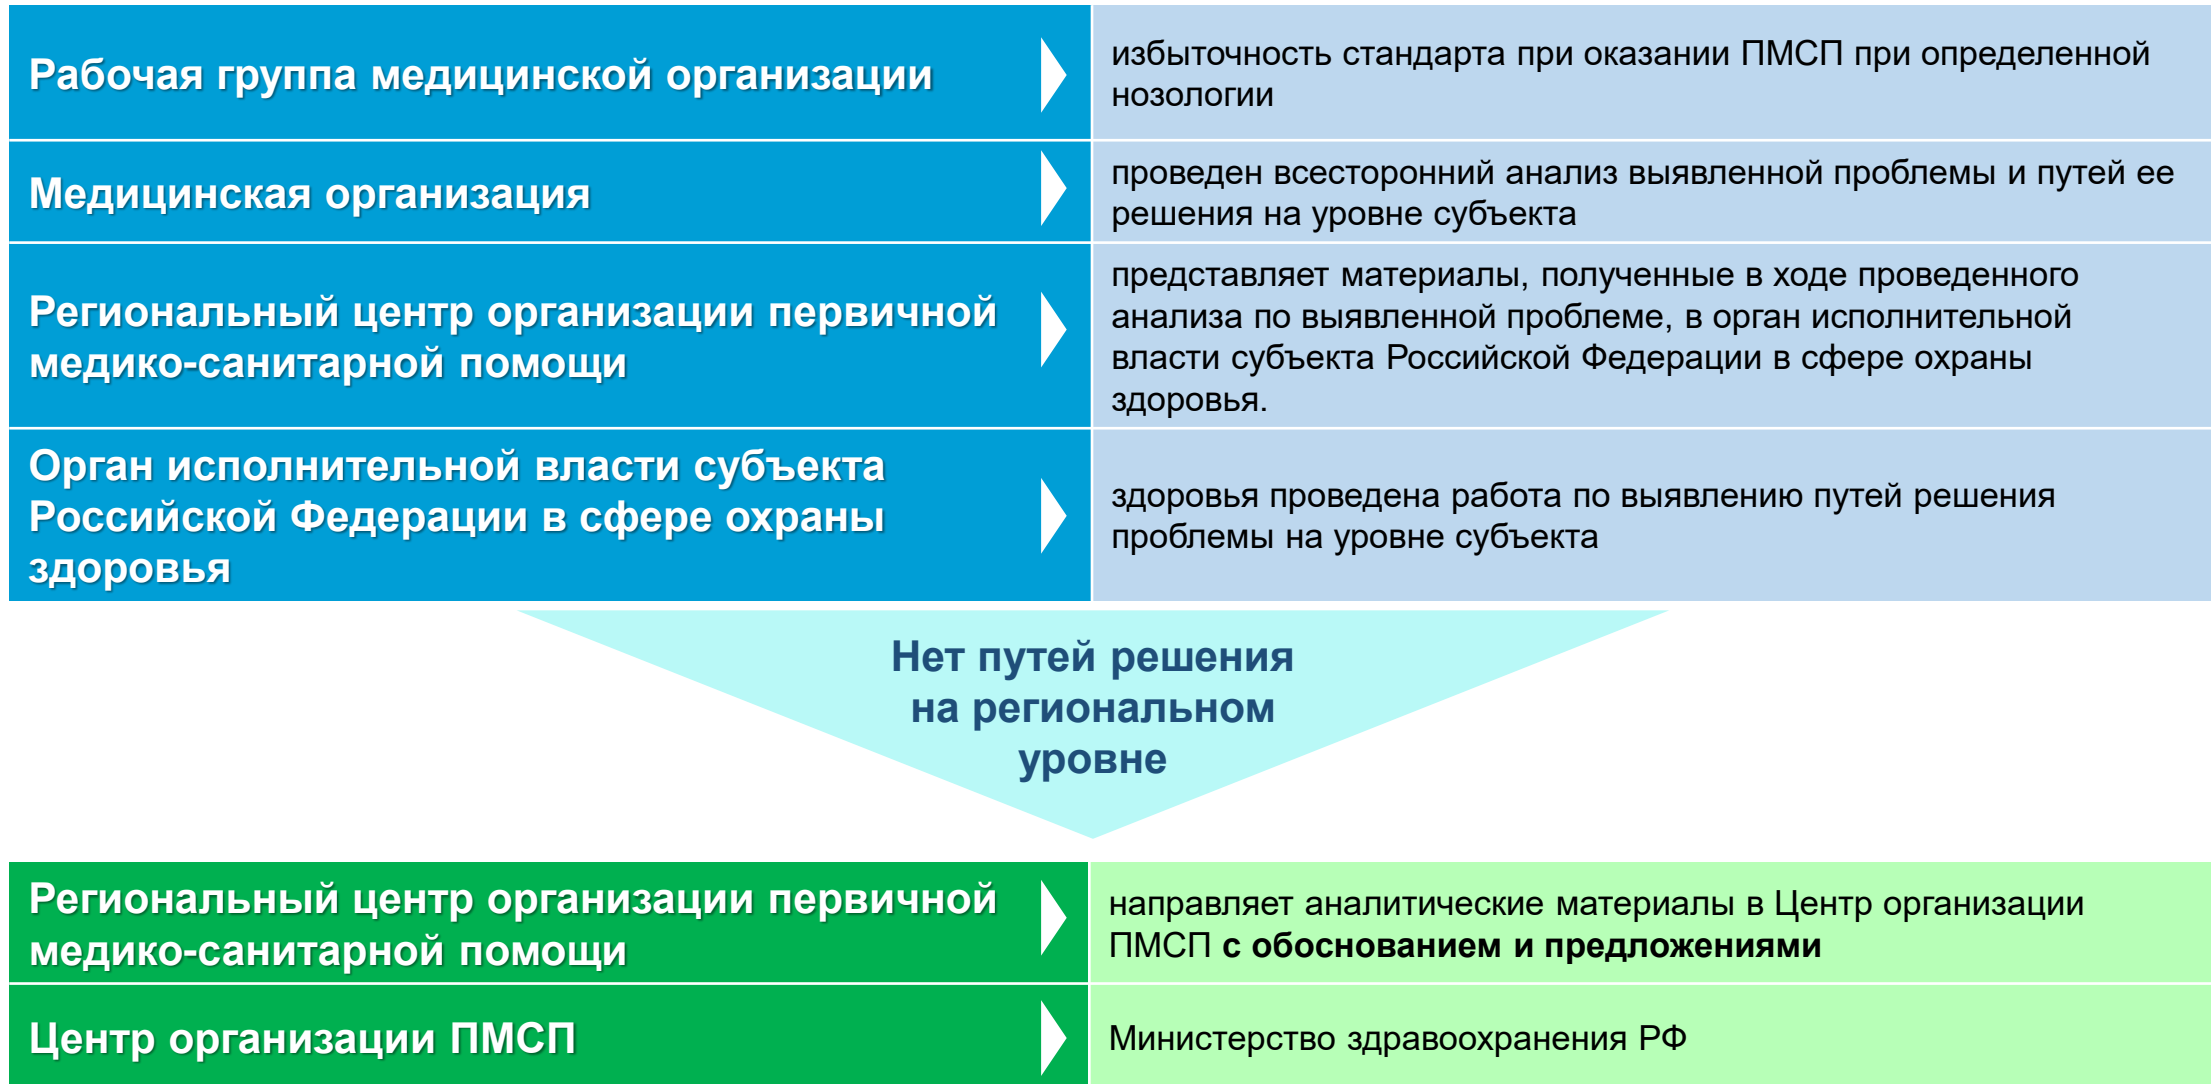 Рабочая группа медицинской организации
избыточность стандарта при оказании ПМСП при определенной
нозологии
Медицинская организация
проведен всесторонний анализ выявленной проблемы и путей ее
решения на уровне субъекта
Региональный центр организации первичной
медико-санитарной помощи
представляет материалы, полученные в ходе проведенного
анализа по выявленной проблеме, в орган исполнительной
власти субъекта Российской Федерации в сфере охраны
здоровья.
Орган исполнительной власти субъекта
Российской Федерации в сфере охраны
здоровья
здоровья проведена работа по выявлению путей решения
проблемы на уровне субъекта
Нет путей решения
на региональном
уровне
Региональный центр организации первичной
медико-санитарной помощи
направляет аналитические материалы в Центр организации
ПМСП с обоснованием и предложениями
Центр организации ПМСП
Министерство здравоохранения РФ